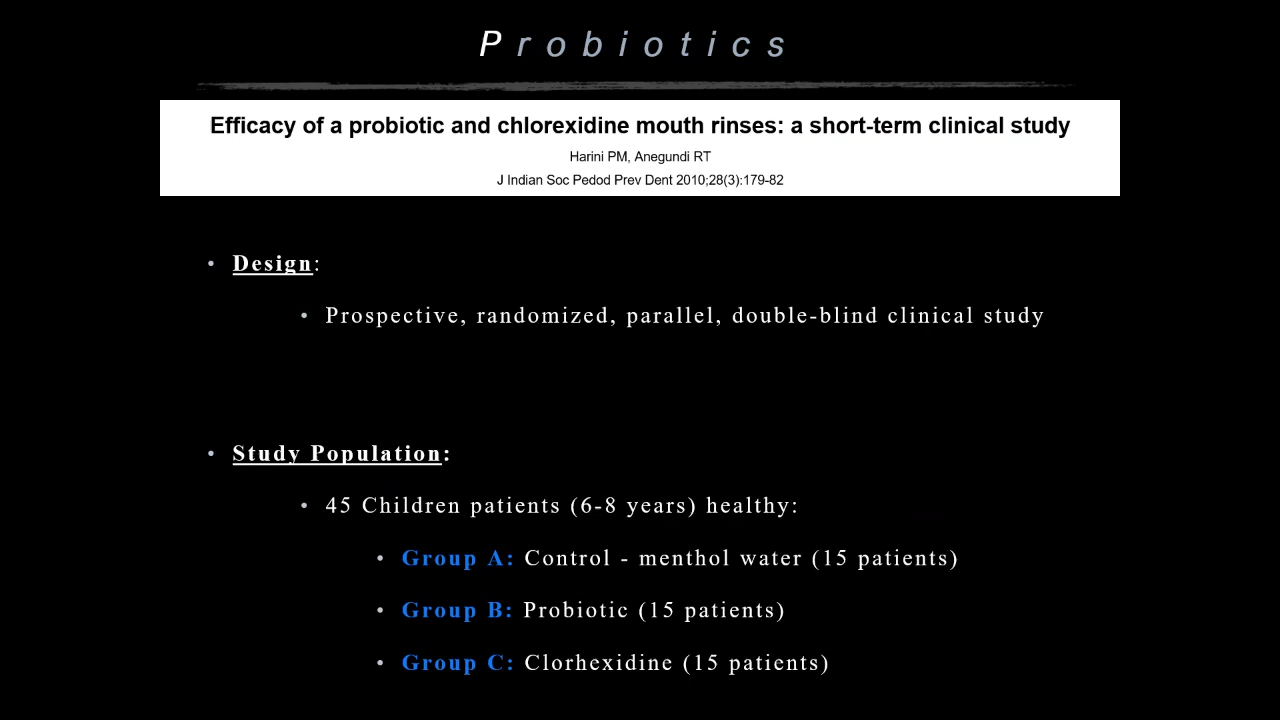 Probiotics
Efficacy of a probiotic and chlorexidine mouth rinses: a short-term clinical study
Harini PM, Anegundi RT
J Indian Soc Pedod Prev Dent 2010;28(3):179-82
• Design:
• Prospective, randomized, parallel, double-blind clinical study
• Study Population:
• 45 Children patients (6-8 years) healthy:
• Group A: Control - menthol water (15 patients)
• Group B: Probiotic (15 patients)
• Group C: Clorhexidine (15 patients)